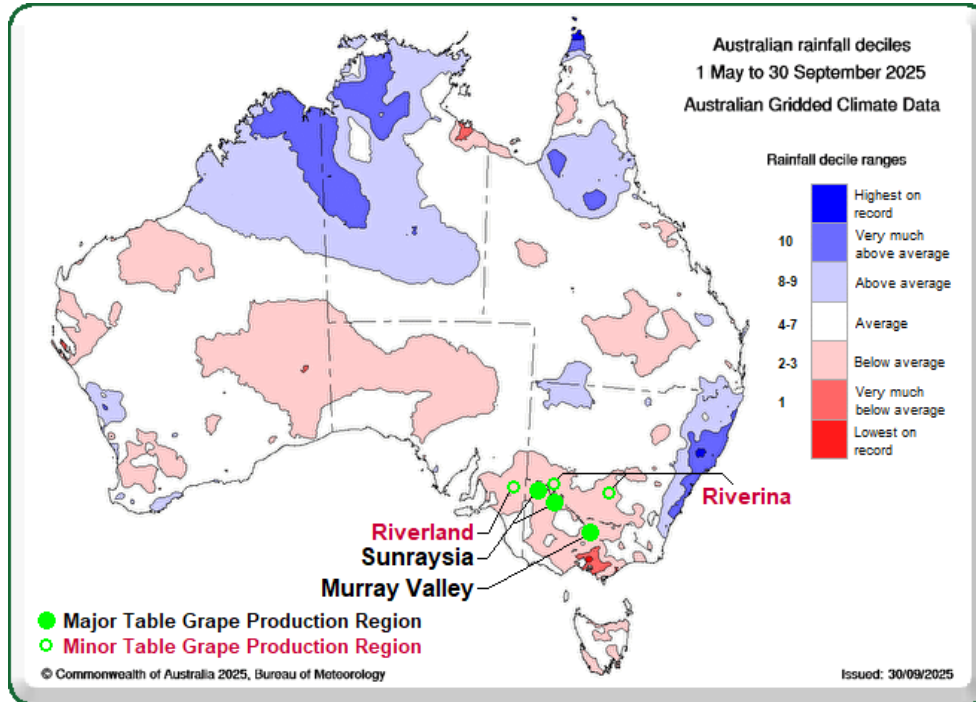 Australian rainfall deciles
1 May to 30 September 2025
Australian Gridded Climate Data
Rainfall decile ranges
Highest on
record
10
Very much
above average
8-9
Above average
4-7
Average
2-3
Below average
1
Very much
below average
Lowest on
record
Riverina
Riverland
Sunraysia
Murray Valley
Major Table Grape Production Region
Minor Table Grape Production Region
© Commonwealth of Australia 2025, Bureau of Meteorology
Issued: 30/09/2025